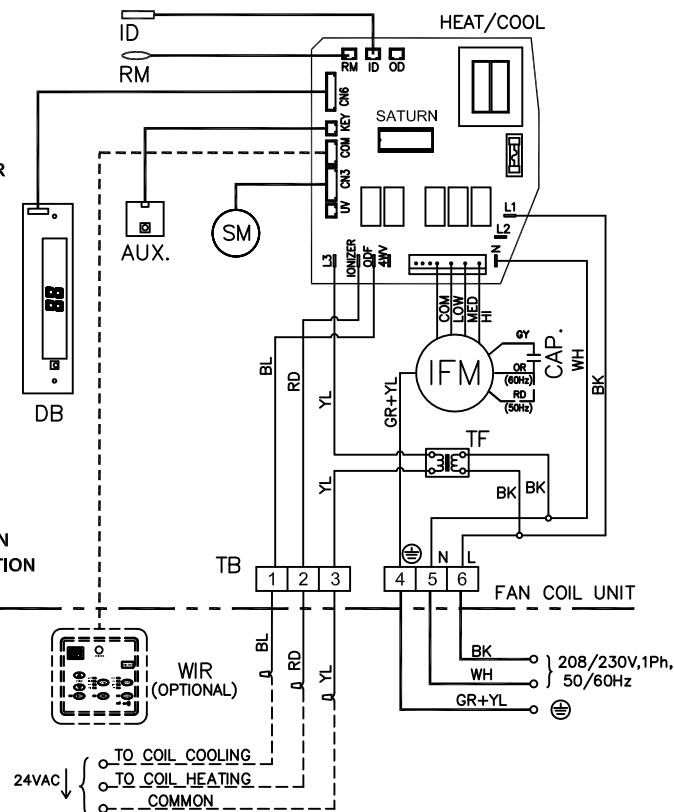 HEAT/COOL
ID
RM
RM
ID
OD
CN6
KEY
COM
CN3
UV
SATURN
R
L1
L2
N
L3
IONIZER
ODF
4WV
AUX.
SM
88
DB
COM
LOW
MED
HI
IFM
GY
OR
(60Hz)
RD
(50Hz)
CAP.
WH
BK
BL
RD
YL
GR+YL
TF
YL
BK
BK
N
TION
TB
1
2
3
N
L
4
5
6
FAN COIL UNIT
BL
RD
YL
WIR
(OPTIONAL)
BK
WH
GR+YL
208/230V,1Ph,
50/60Hz
24VAC
TO COIL COOLING
TO COIL HEATING
COMMON